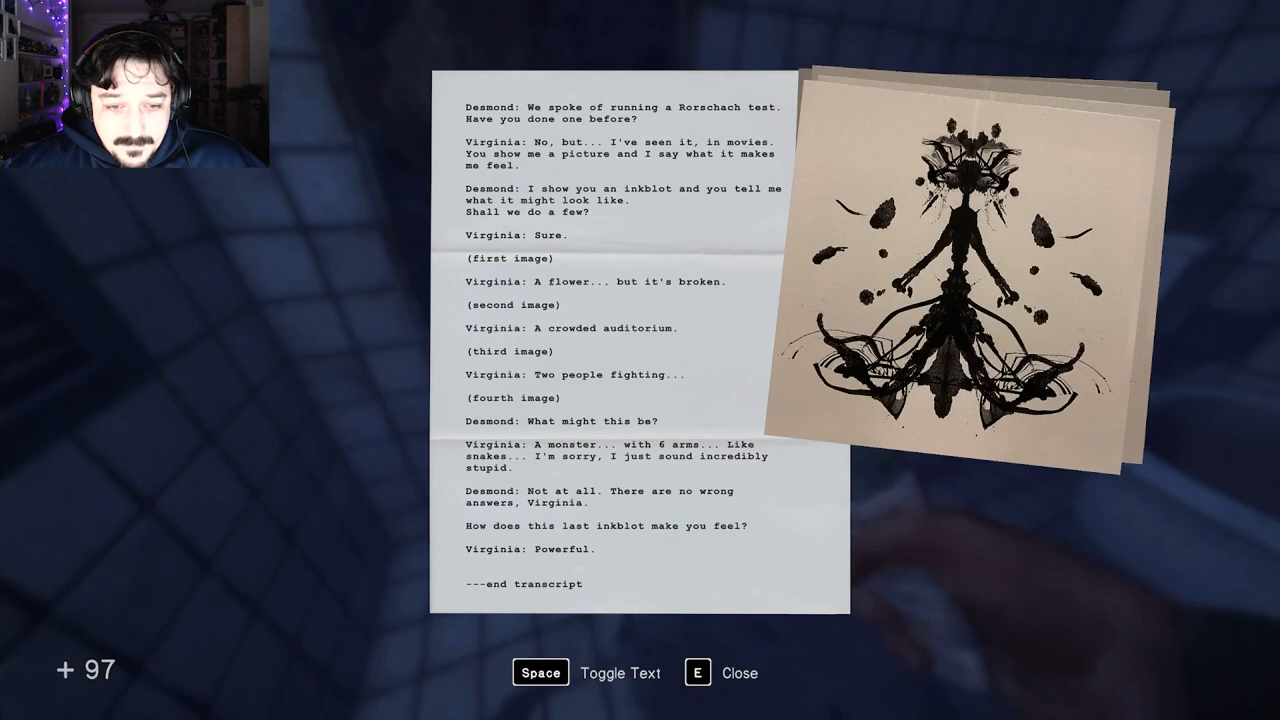 Desmond: We spoke of running a Rorschach test.
Have you done one before?
Virginia: No, but... I've seen it, in movies.
You show me a picture and I say what it makes
me feel.
Desmond: I show you an inkblot and you tell me
what it might look like.
Shall we do a few?
Virginia: Sure.
(first image)
Virginia: A flower... but it's broken.
(second image)
Virginia: A crowded auditorium.
(third image)
Virginia: Two people fighting...
(fourth image)
Desmond: What might this be?
Virginia: A monster... with 6 arms... Like
snakes... I'm sorry, I just sound incredibly
stupid.
Desmond: Not at all. There are no wrong
answers, Virginia.
How does this last inkblot make you feel?
Virginia: Powerful.
---end transcript
+ 97
Space Toggle Text E Close